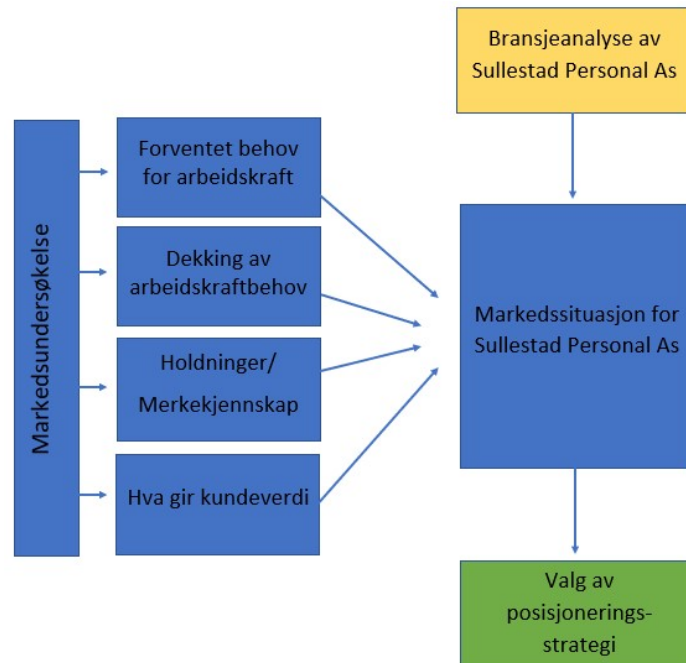 Bransjeanalyse av
Sullestad Personal As
Markedsundersøkelse
Forventet behov
for arbeidskraft
Dekking av
arbeidskraftbehov
Holdninger/
Merkekjennskap
Hva gir kundeverdi
Markedssituasjon for
Sullestad Personal As
Valg av
posisjonerings-
strategi